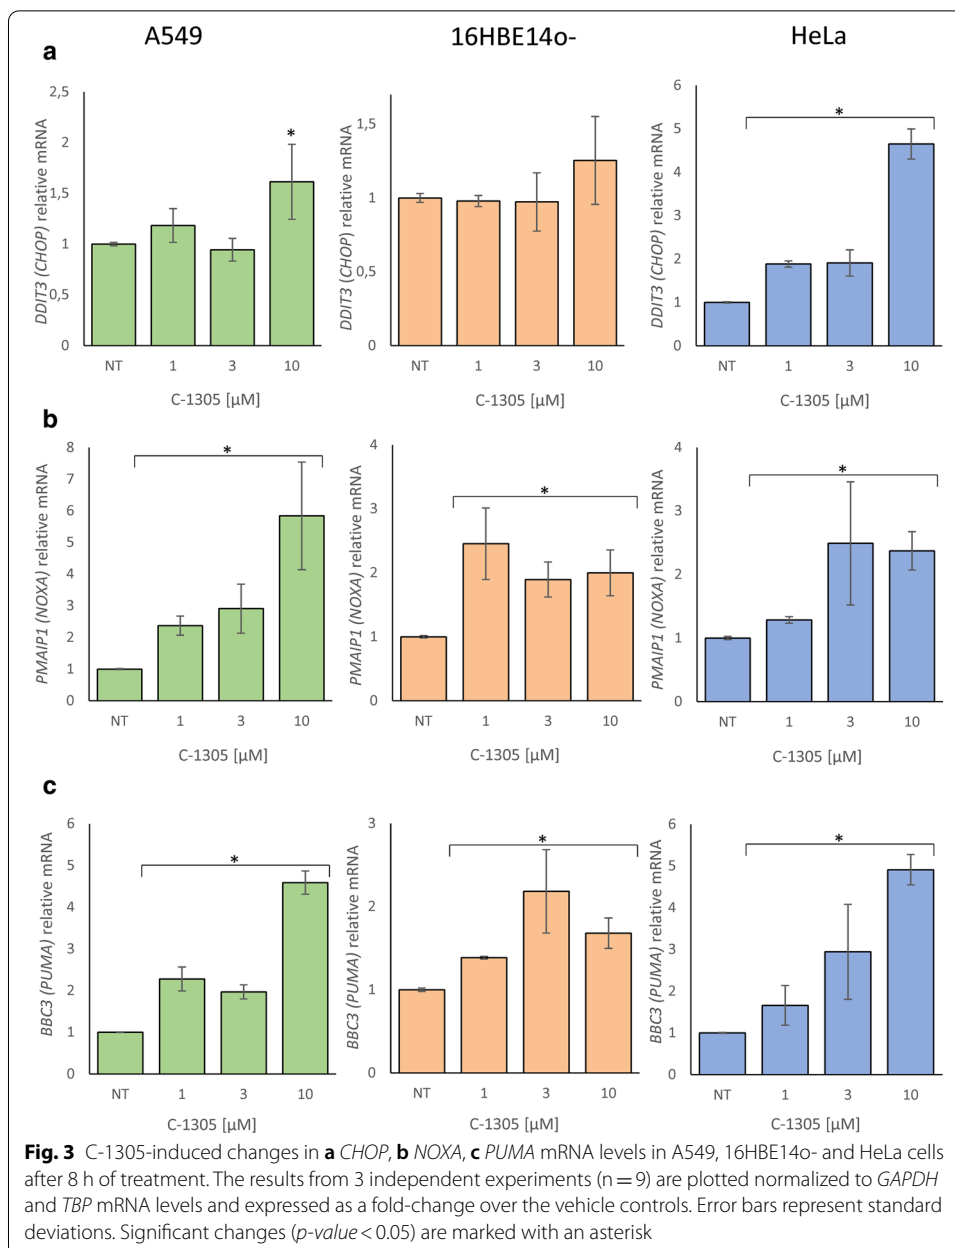 A549 16HBE14o- HeLa
a
DDIT3 (CHOP) relative mRNA
2,5
2
1,5
1
0,5
0
*
NT 1 3 10
C-1305 [µM]
DDIT3 (CHOP) relative mRNA
1,5
1
0,5
0
NT 1 3 10
C-1305 [µM]
DDIT3 (CHOP) relative mRNA
6
5
4
3
2
1
0
*
NT 1 3 10
C-1305 [µM]
b
PMAIP1 (NOXA) relative mRNA
8
7
6
5
4
3
2
1
0
*
NT 1 3 10
C-1305 [µM]
PMAIP1 (NOXA) relative mRNA
4
3
2
1
0
*
NT 1 3 10
C-1305 [µM]
PMAIP1 (NOXA) relative mRNA
4
3
2
1
0
*
NT 1 3 10
C-1305 [µM]
c
BBC3 (PUMA) relative mRNA
6
5
4
3
2
1
0
*
NT 1 3 10
C-1305 [µM]
BBC3 (PUMA) relative mRNA
3
2
1
0
*
NT 1 3 10
C-1305 [µM]
BBC3 (PUMA) relative mRNA
6
5
4
3
2
1
0
*
NT 1 3 10
C-1305 [µM]
Fig. 3 C-1305-induced changes in a CHOP, b NOXA, c PUMA mRNA levels in A549, 16HBE14o- and HeLa cells
after 8 h of treatment. The results from 3 independent experiments (n = 9) are plotted normalized to GAPDH
and TBP mRNA levels and expressed as a fold-change over the vehicle controls. Error bars represent standard
deviations. Significant changes (p-value < 0.05) are marked with an asterisk